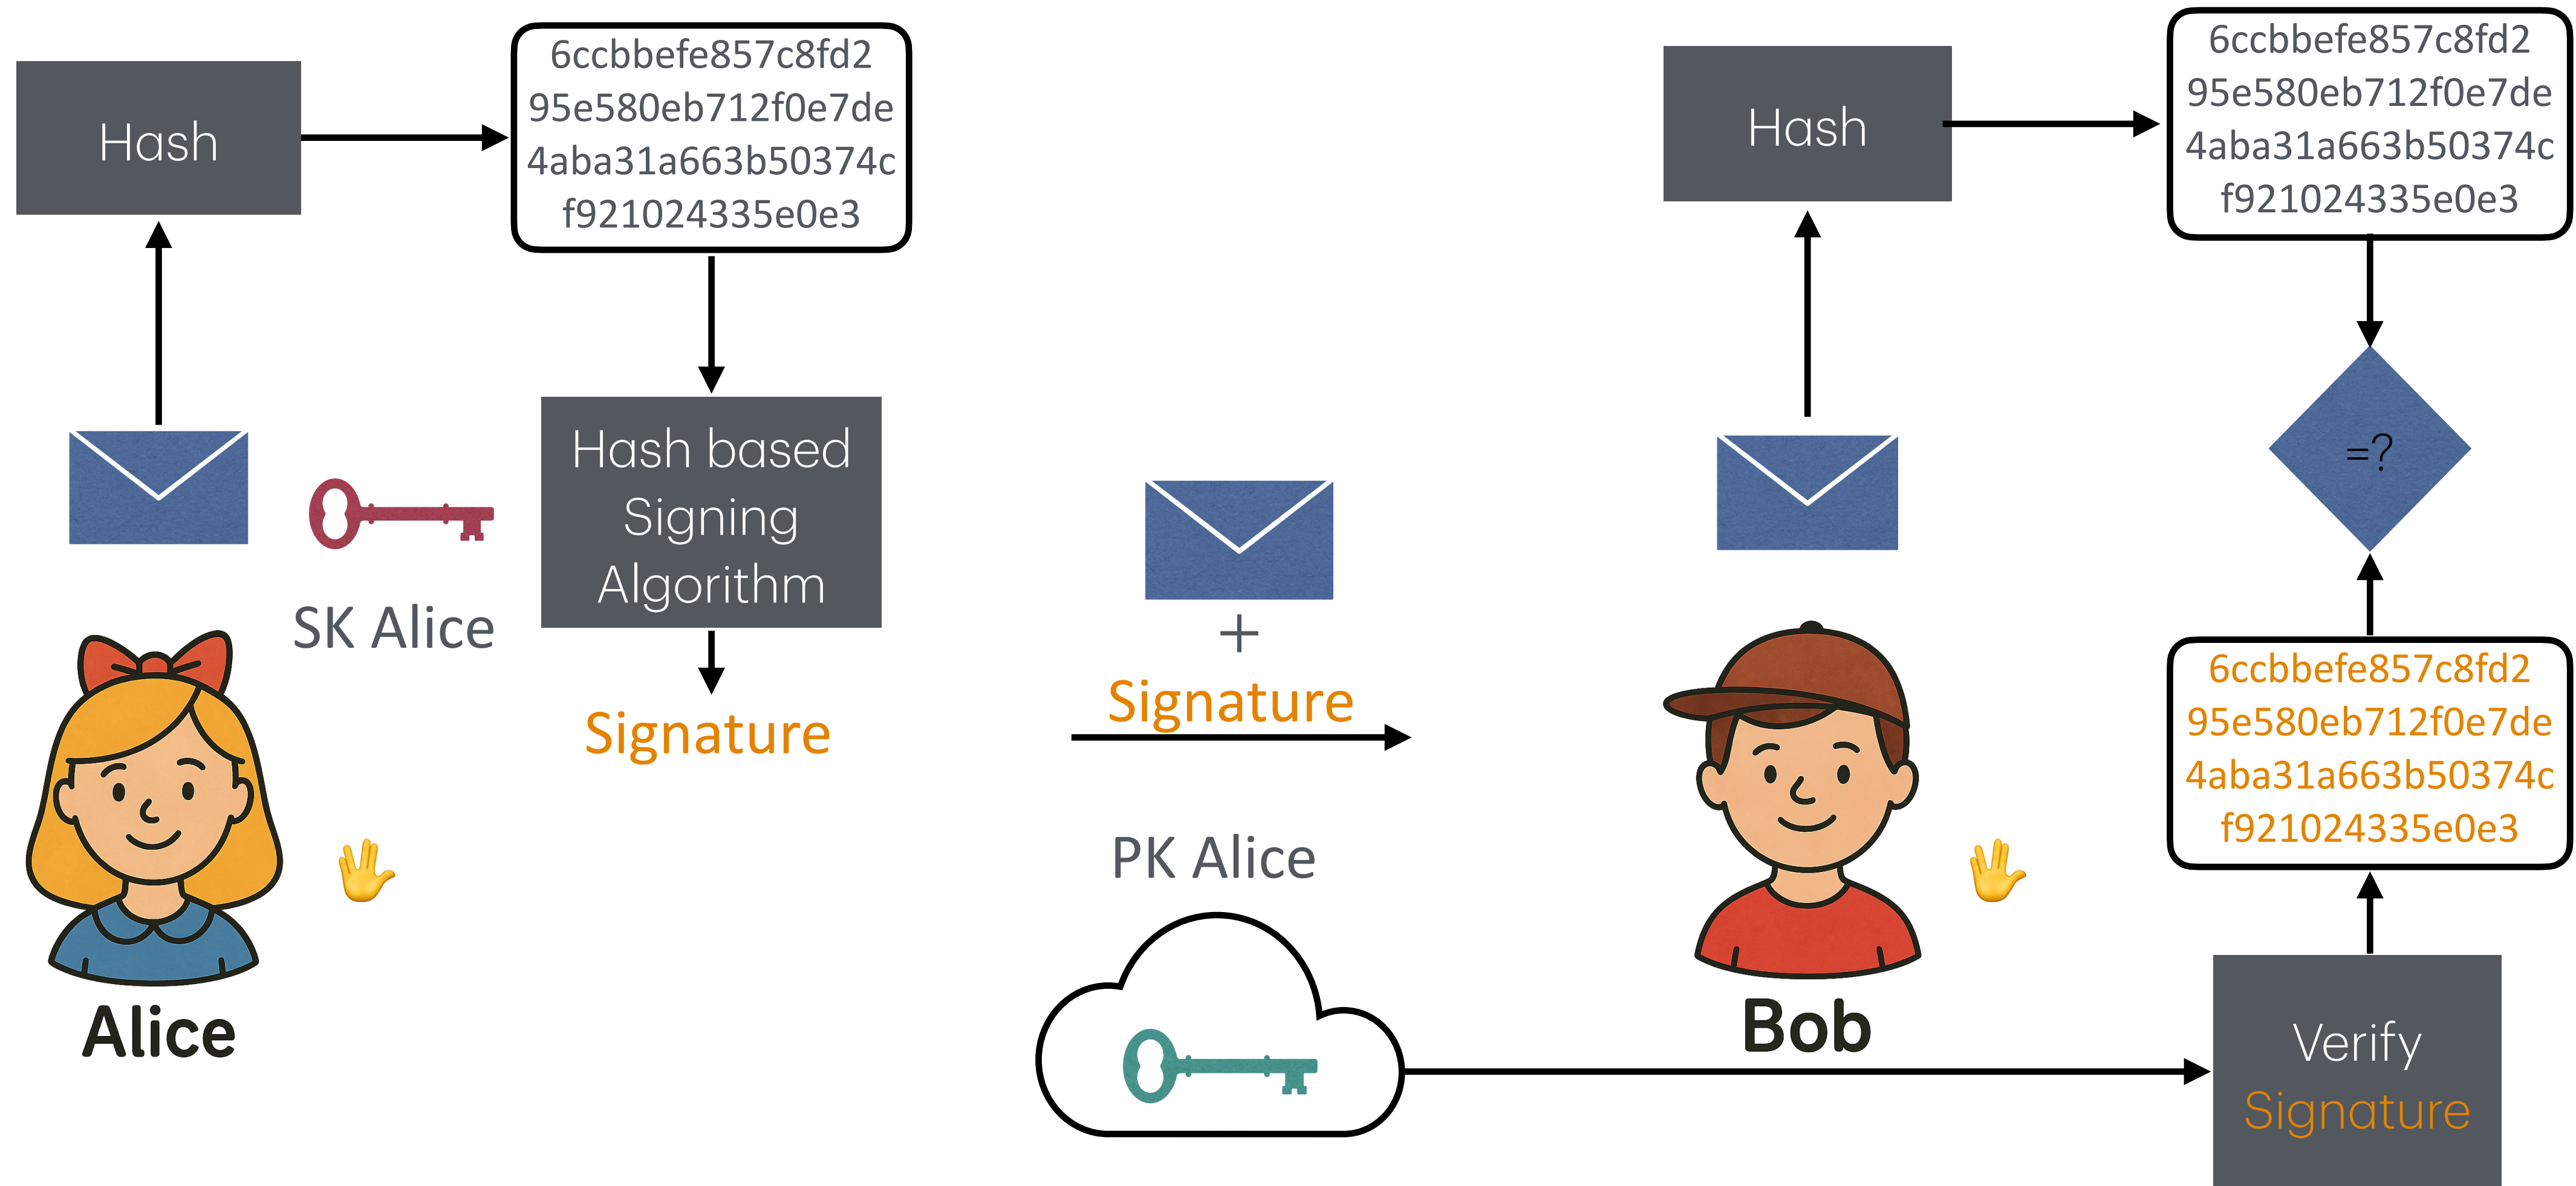 Hash
6ccbbefe857c8fd2
95e580eb712f0e7de
4aba31a663b50374c
f921024335e0e3
SK Alice
Hash based
Signing
Algorithm
Signature
Alice
+
Signature
PK Alice
Hash
6ccbbefe857c8fd2
95e580eb712f0e7de
4aba31a663b50374c
f921024335e0e3
=?
Bob
6ccbbefe857c8fd2
95e580eb712f0e7de
4aba31a663b50374c
f921024335e0e3
Verify
Signature